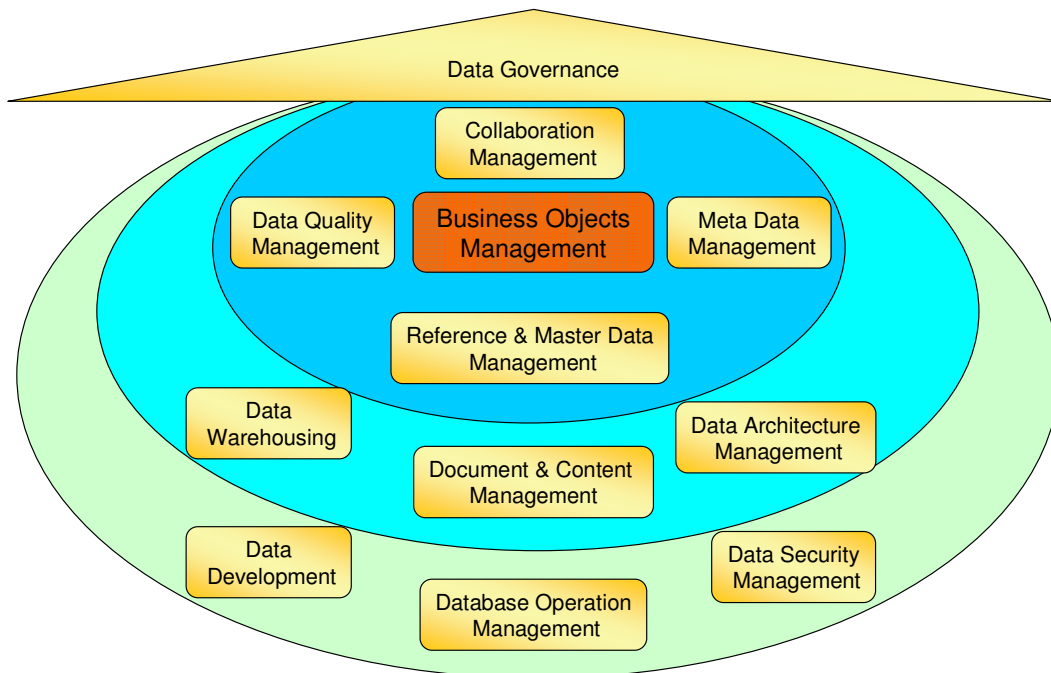 Data Governance
Collaboration
Management
Data Quality
Management
Business Objects
Management
Meta Data
Management
Reference & Master Data
Management
Data
Warehousing
Data Architecture
Management
Document & Content
Management
Data
Development
Data Security
Management
Database Operation
Management